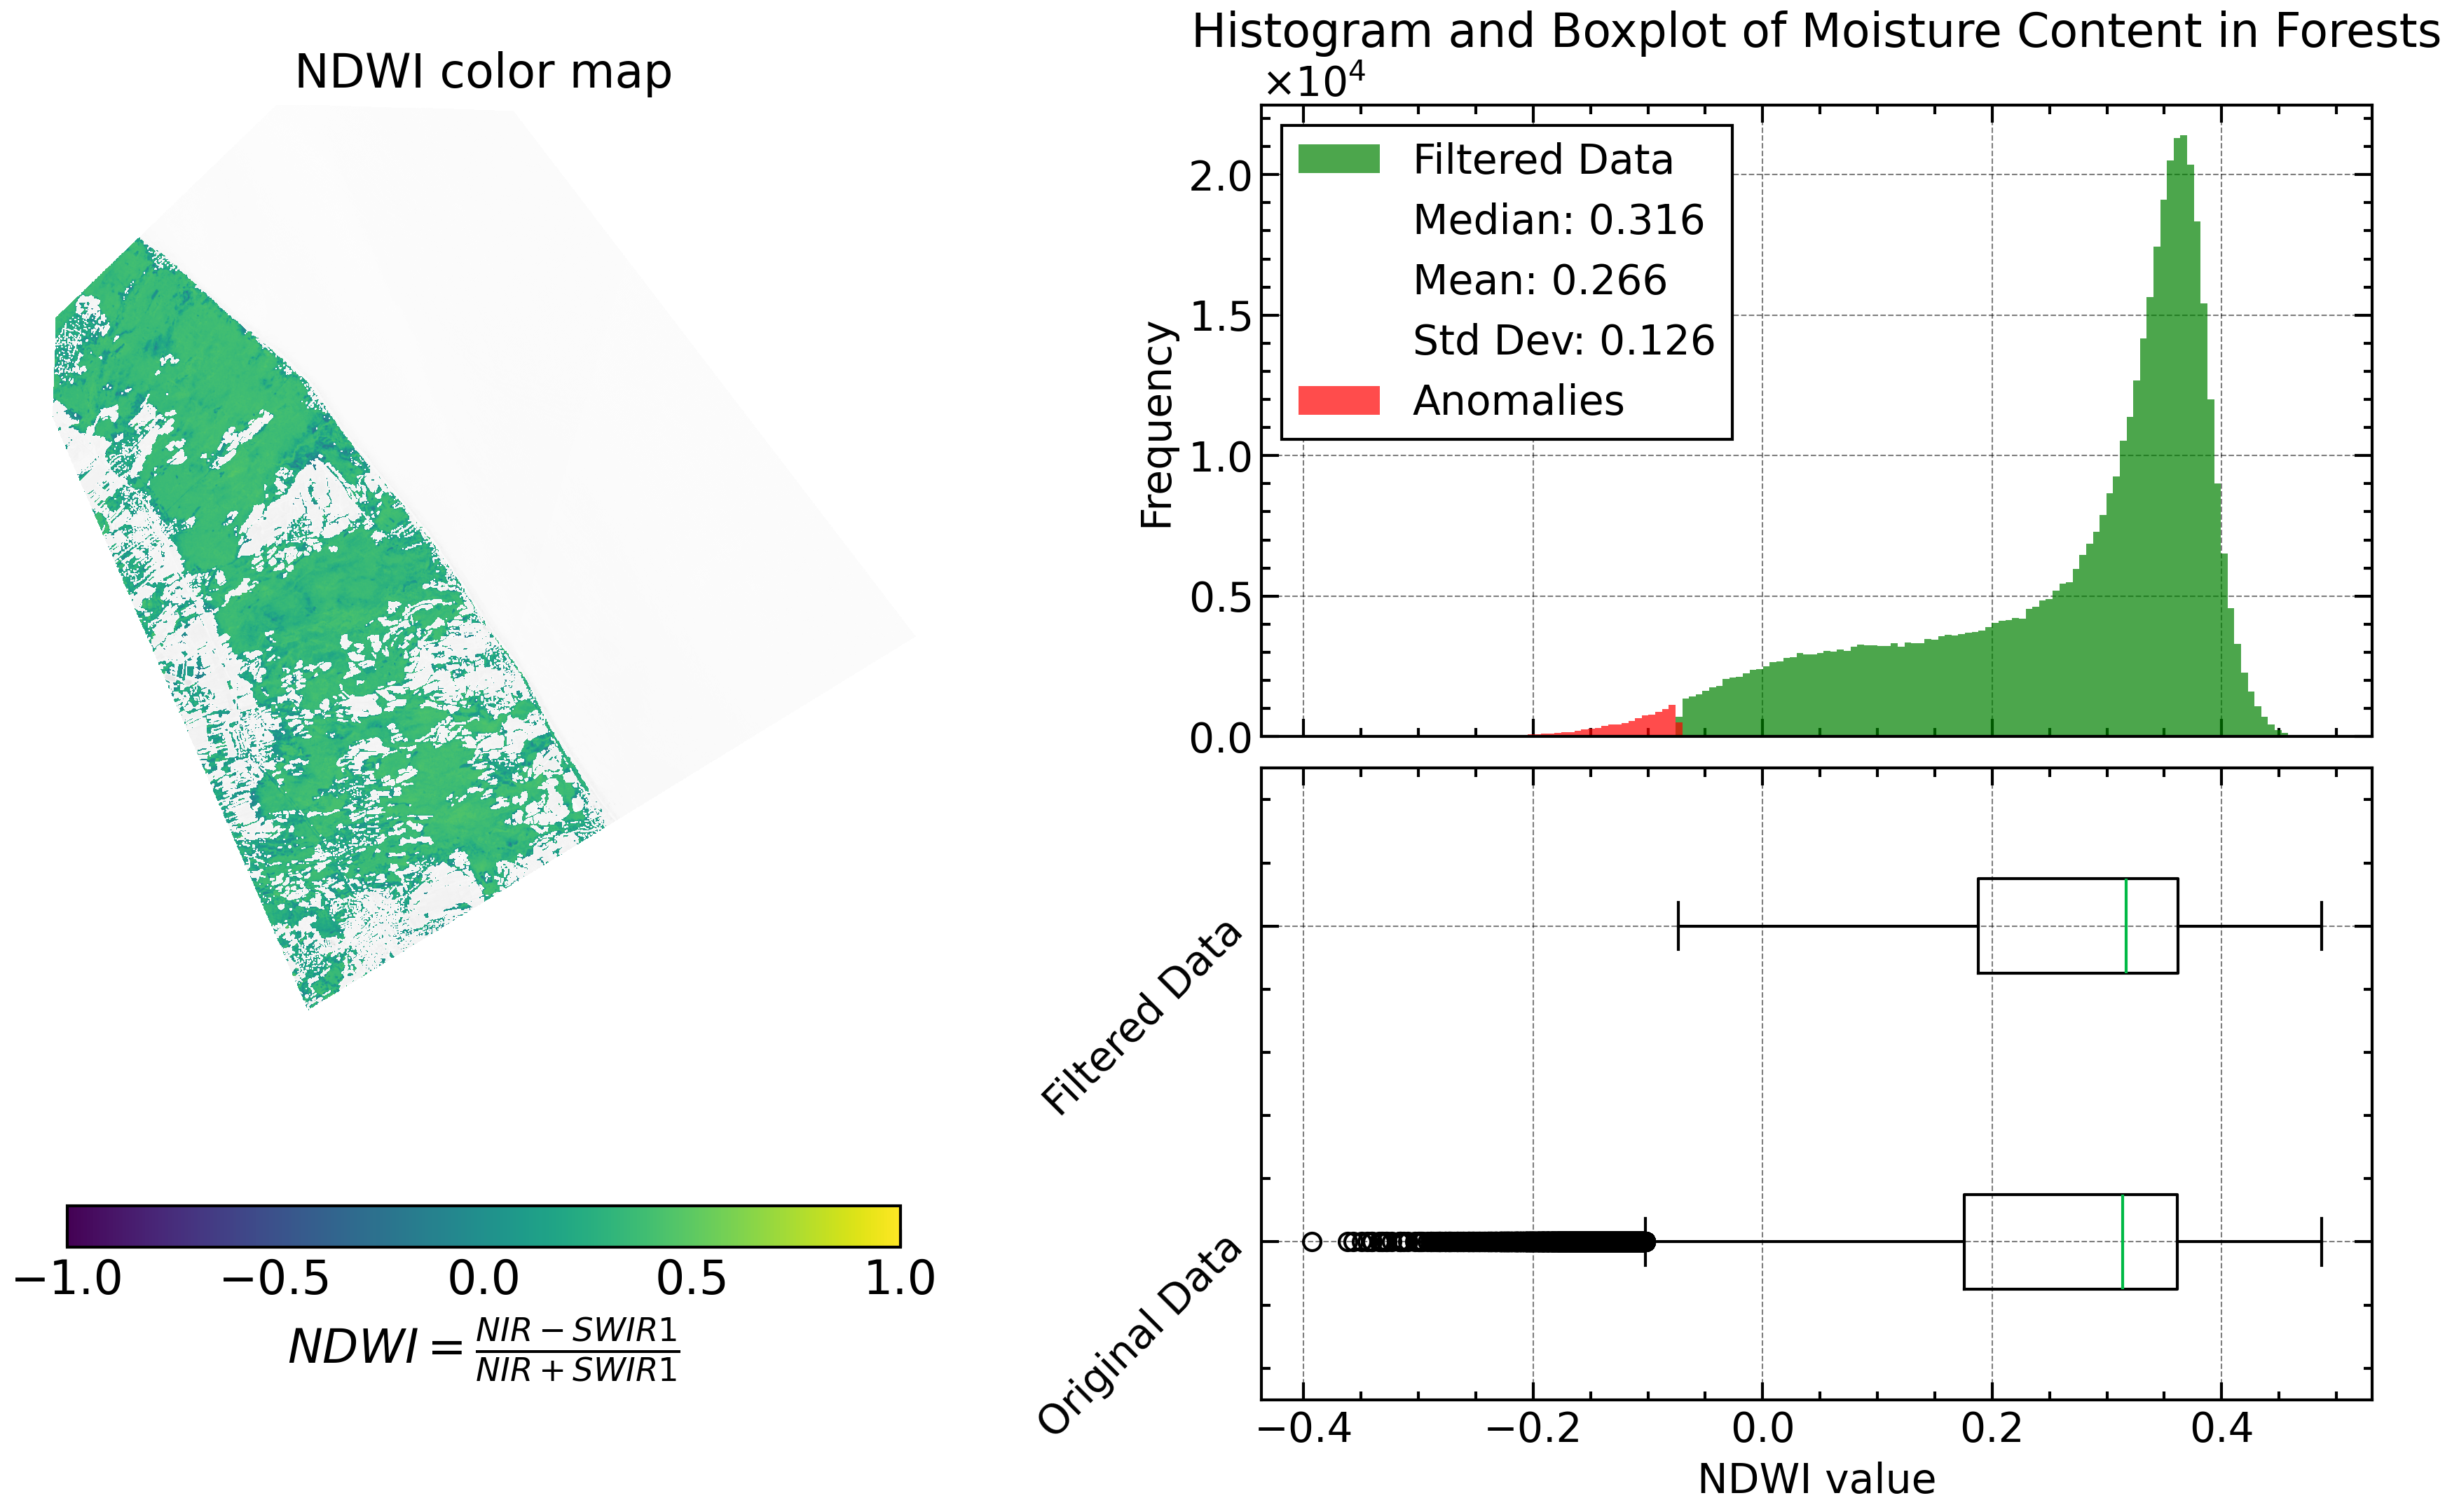 NDWI color map
−1.0 −0.5 0.0 0.5 1.0
NDWI = NIR − SWIR1 / NIR + SWIR1
Histogram and Boxplot of Moisture Content in Forests
×10⁴
Frequency
2.0
1.5
1.0
0.5
0.0
Filtered Data
Median: 0.316
Mean: 0.266
Std Dev: 0.126
Anomalies
Filtered Data
Original Data
−0.4 −0.2 0.0 0.2 0.4
NDWI value